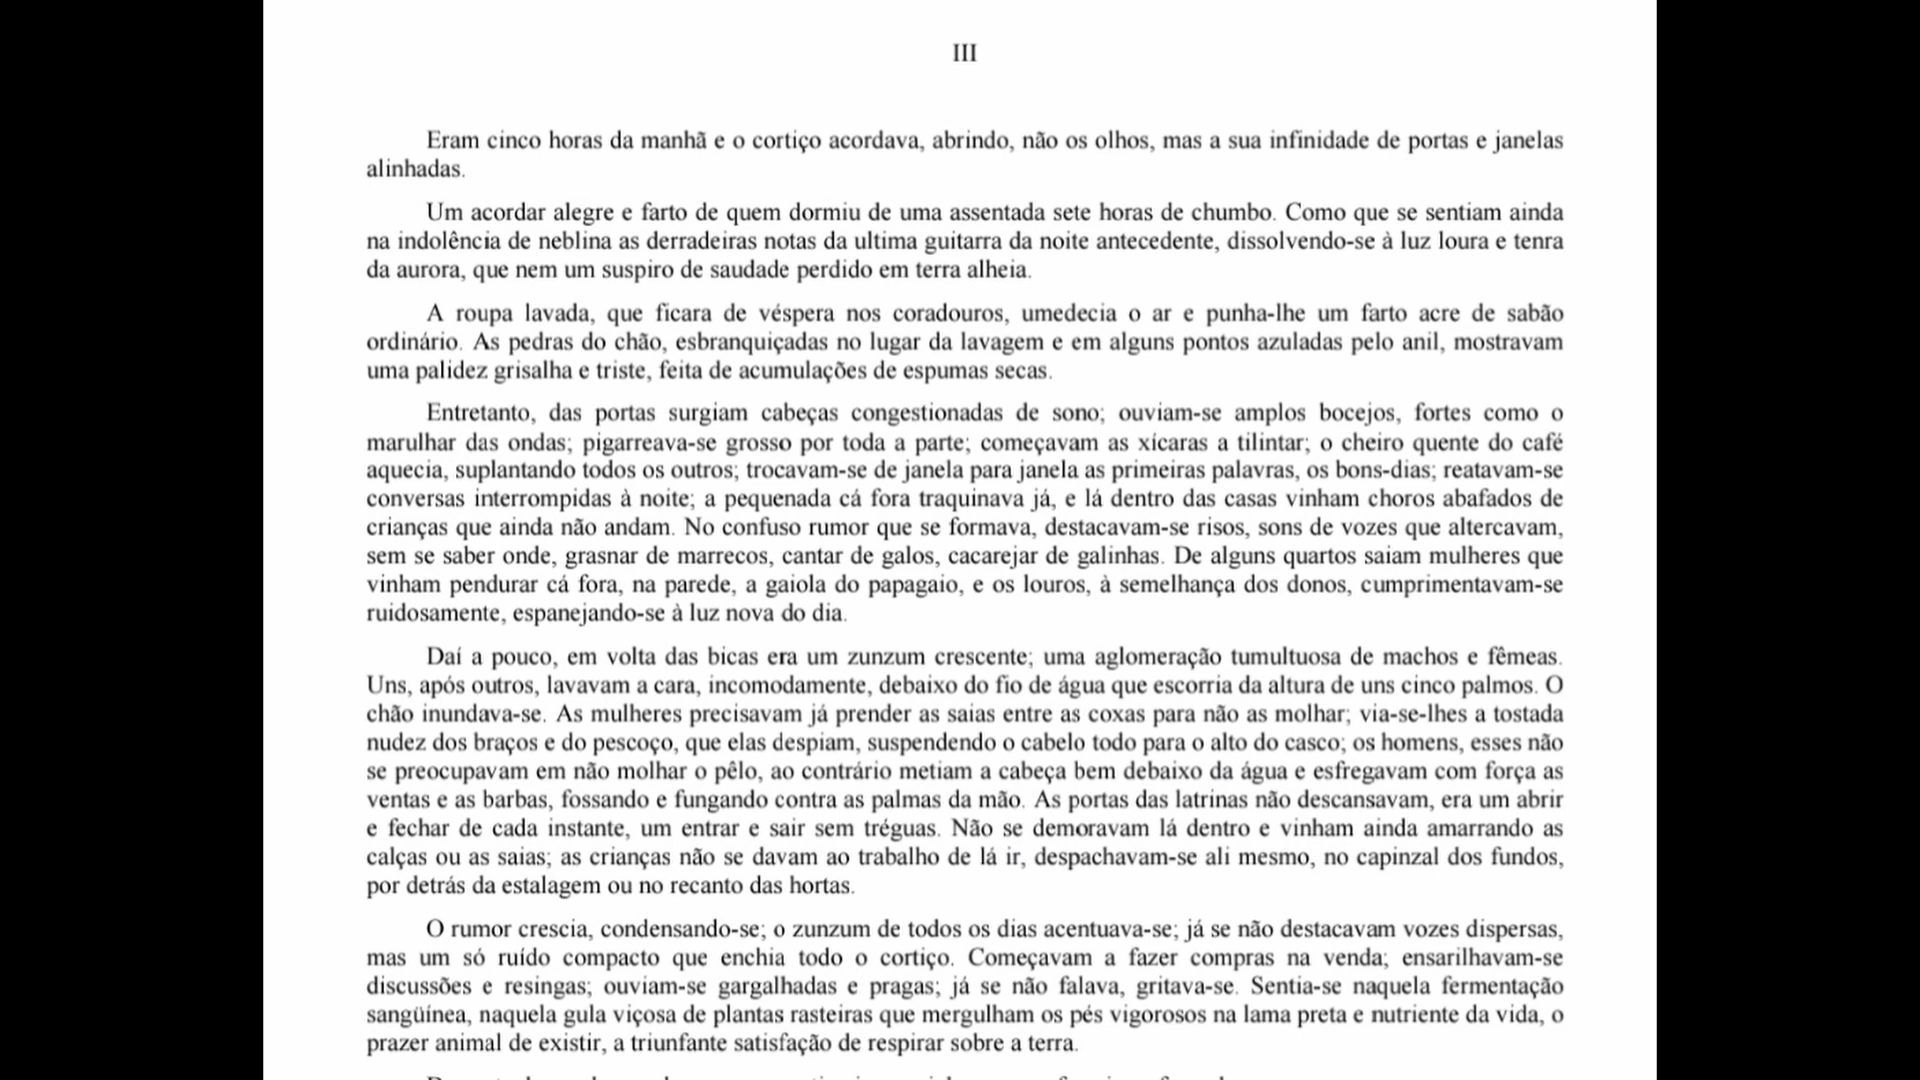 III
Eram cinco horas da manhã e o cortiço acordava, abrindo, não os olhos, mas a sua infinidade de portas e janelas
alinhadas.
Um acordar alegre e farto de quem dormiu de uma assentada sete horas de chumbo. Como que se sentiam ainda
na indolência de neblina as derradeiras notas da ultima guitarra da noite antecedente, dissolvendo-se à luz loura e tenra
da aurora, que nem um suspiro de saudade perdido em terra alheia.
A roupa lavada, que ficara de véspera nos coradouros, umedecia o ar e punha-lhe um farto acre de sabão
ordinário. As pedras do chão, esbranquiçadas no lugar da lavagem e em alguns pontos azuladas pelo anil, mostravam
uma palidez grisalha e triste, feita de acumulações de espumas secas.
Entretanto, das portas surgiam cabeças congestionadas de sono; ouviam-se amplos bocejos, fortes como o
marulhar das ondas; pigarreava-se grosso por toda a parte; começavam as xícaras a tilintar; o cheiro quente do café
aquecia, suplantando todos os outros; trocavam-se de janela para janela as primeiras palavras, os bons-dias; reatavam-se
conversas interrompidas à noite; a pequenada cá fora traquinava já, e lá dentro das casas vinham choros abafados de
crianças que ainda não andam. No confuso rumor que se formava, destacavam-se risos, sons de vozes que altercavam,
sem se saber onde, grasnar de marrecos, cantar de galos, cacarejar de galinhas. De alguns quartos saiam mulheres que
vinham pendurar cá fora, na parede, a gaiola do papagaio, e os louros, à semelhança dos donos, cumprimentavam-se
ruidosamente, espanejando-se à luz nova do dia.
Daí a pouco, em volta das bicas era um zunzum crescente; uma aglomeração tumultuosa de machos e fêmeas.
Uns, após outros, lavavam a cara, incomodamente, debaixo do fio de água que escorria da altura de uns cinco palmos. O
chão inundava-se. As mulheres precisavam já prender as saias entre as coxas para não as molhar; via-se-lhes a tostada
nudez dos braços e do pescoço, que elas despiam, suspendendo o cabelo todo para o alto do casco; os homens, esses não
se preocupavam em não molhar o pêlo, ao contrário metiam a cabeça bem debaixo da água e esfregavam com força as
ventas e as barbas, fossando e fungando contra as palmas da mão. As portas das latrinas não descansavam, era um abrir
e fechar de cada instante, um entrar e sair sem tréguas. Não se demoravam lá dentro e vinham ainda amarrando as
calças ou as saias; as crianças não se davam ao trabalho de lá ir, despachavam-se ali mesmo, no capinzal dos fundos,
por detrás da estalagem ou no recanto das hortas.
O rumor crescia, condensando-se; o zunzum de todos os dias acentuava-se; já se não destacavam vozes dispersas,
mas um só ruído compacto que enchia todo o cortiço. Começavam a fazer compras na venda; ensarilhavam-se
discussões e resingas; ouviam-se gargalhadas e pragas; já se não falava, gritava-se. Sentia-se naquela fermentação
sangüínea, naquela gula viçosa de plantas rasteiras que mergulham os pés vigorosos na lama preta e nutriente da vida, o
prazer animal de existir, a triunfante satisfação de respirar sobre a terra.